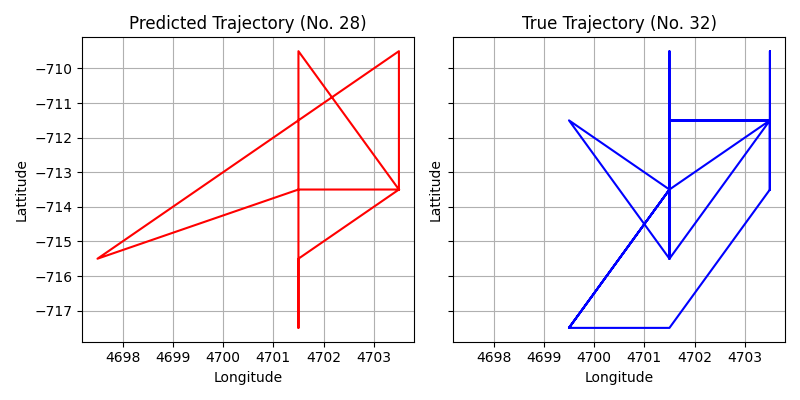 Predicted Trajectory (No. 28)
True Trajectory (No. 32)
−710
−711
−712
−713
−714
−715
−716
−717
Lattitude
Lattitude
4698 4699 4700 4701 4702 4703
4698 4699 4700 4701 4702 4703
Longitude
Longitude